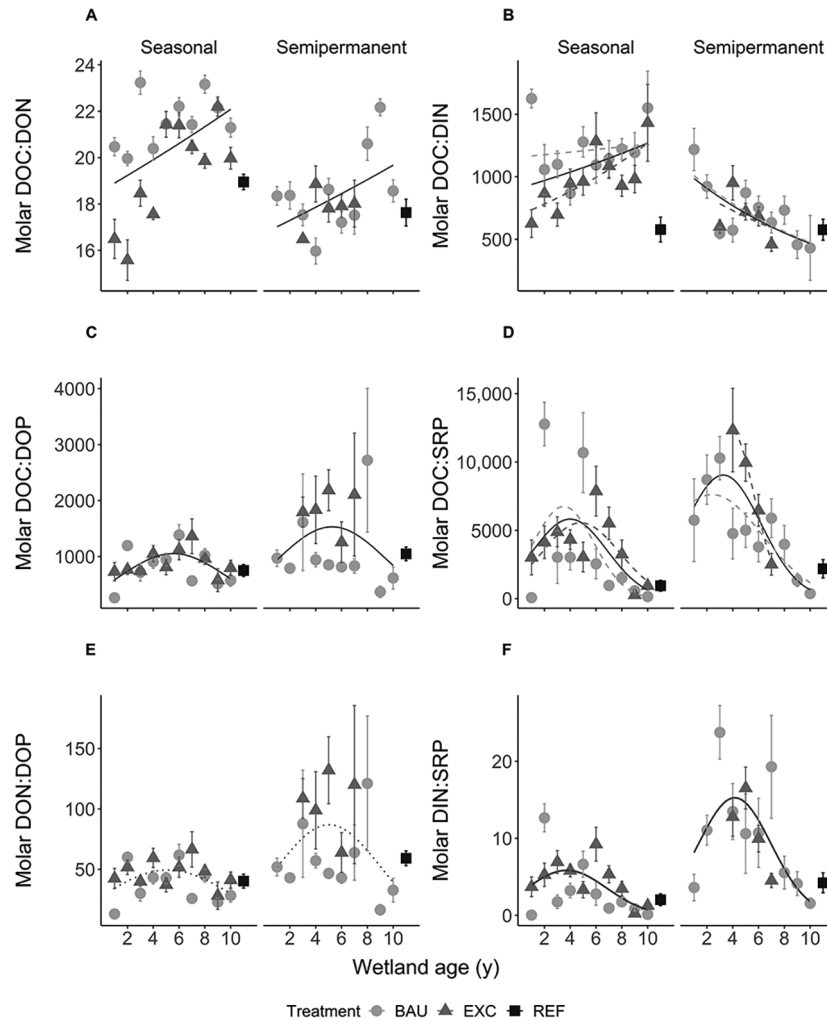 A
B
Seasonal Semipermanent
Seasonal Semipermanent
Molar DOC:DON
24
22
20
18
16
Molar DOC:DIN
1500
1000
500
C
D
Molar DOC:DOP
4000
3000
2000
1000
Molar DOC:SRP
15,000
10,000
5000
0
E
F
Molar DON:DOP
150
100
50
2 4 6 8 10
2 4 6 8 10
Molar DIN:SRP
20
10
0
2 4 6 8 10
2 4 6 8 10
Wetland age (y)
Treatment BAU EXC REF